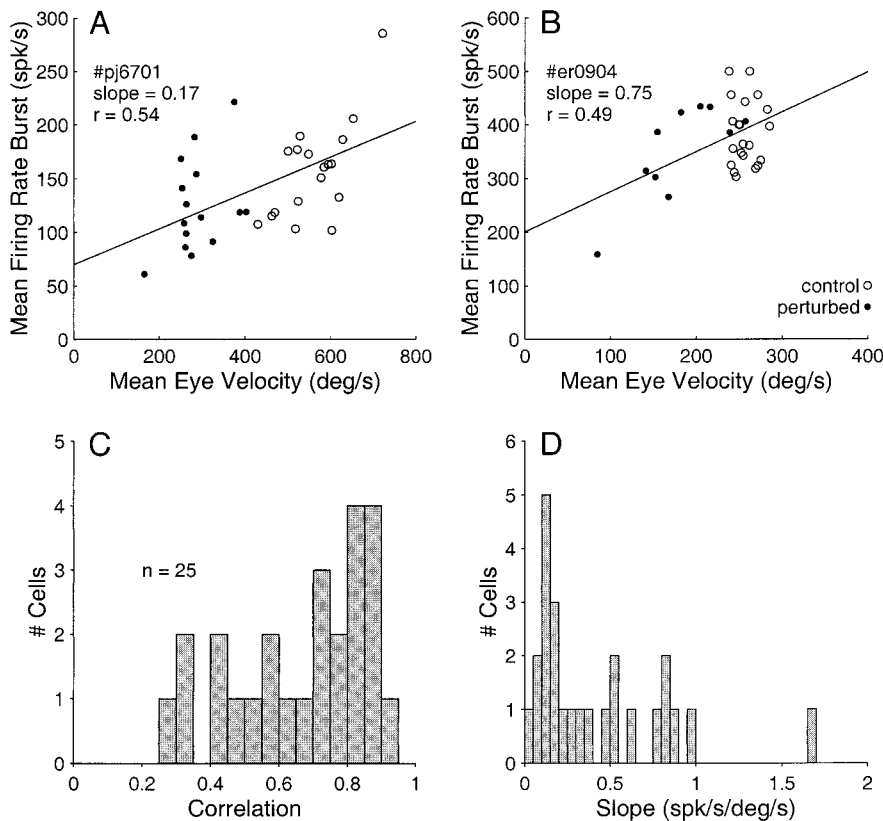 A
#pj6701
slope = 0.17
r = 0.54
Mean Firing Rate Burst (spk/s)
300
250
200
150
100
50
0
0 200 400 600 800
Mean Eye Velocity (deg/s)
B
#er0904
slope = 0.75
r = 0.49
Mean Firing Rate Burst (spk/s)
600
500
400
300
200
100
0
control
perturbed
0 100 200 300 400
Mean Eye Velocity (deg/s)
C
n = 25
# Cells
5
4
3
2
1
0
0 0.2 0.4 0.6 0.8 1
Correlation
D
# Cells
6
5
4
3
2
1
0
0 0.5 1 1.5 2
Slope (spk/s/deg/s)